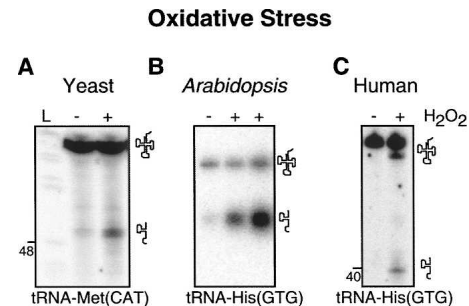 Oxidative Stress
A Yeast B Arabidopsis C Human
L - + - + + - + H2O2
48 40
tRNA-Met(CAT) tRNA-His(GTG) tRNA-His(GTG)